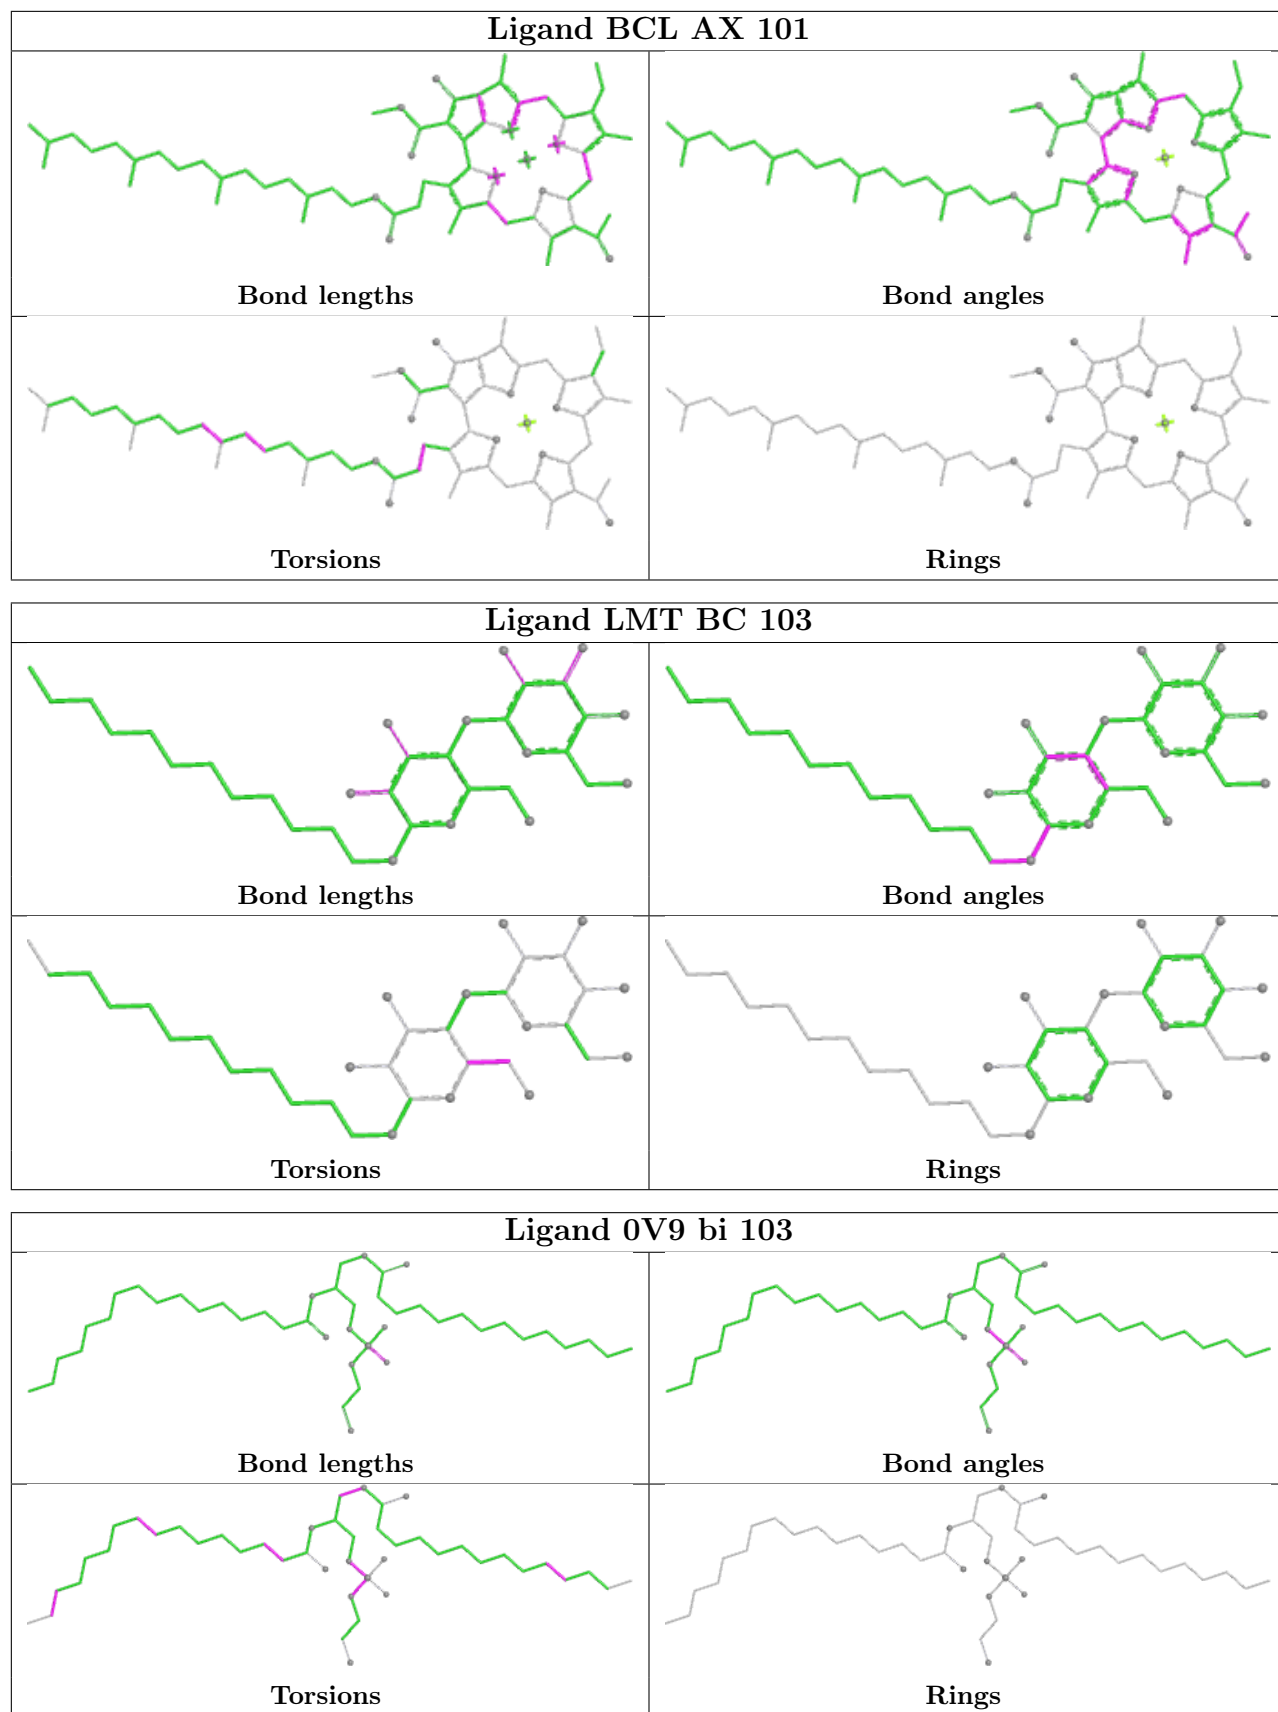 Ligand BCL AX 101
Bond lengths
Bond angles
Torsions
Rings
Ligand LMT BC 103
Bond lengths
Bond angles
Torsions
Rings
Ligand 0V9 bi 103
Bond lengths
Bond angles
Torsions
Rings